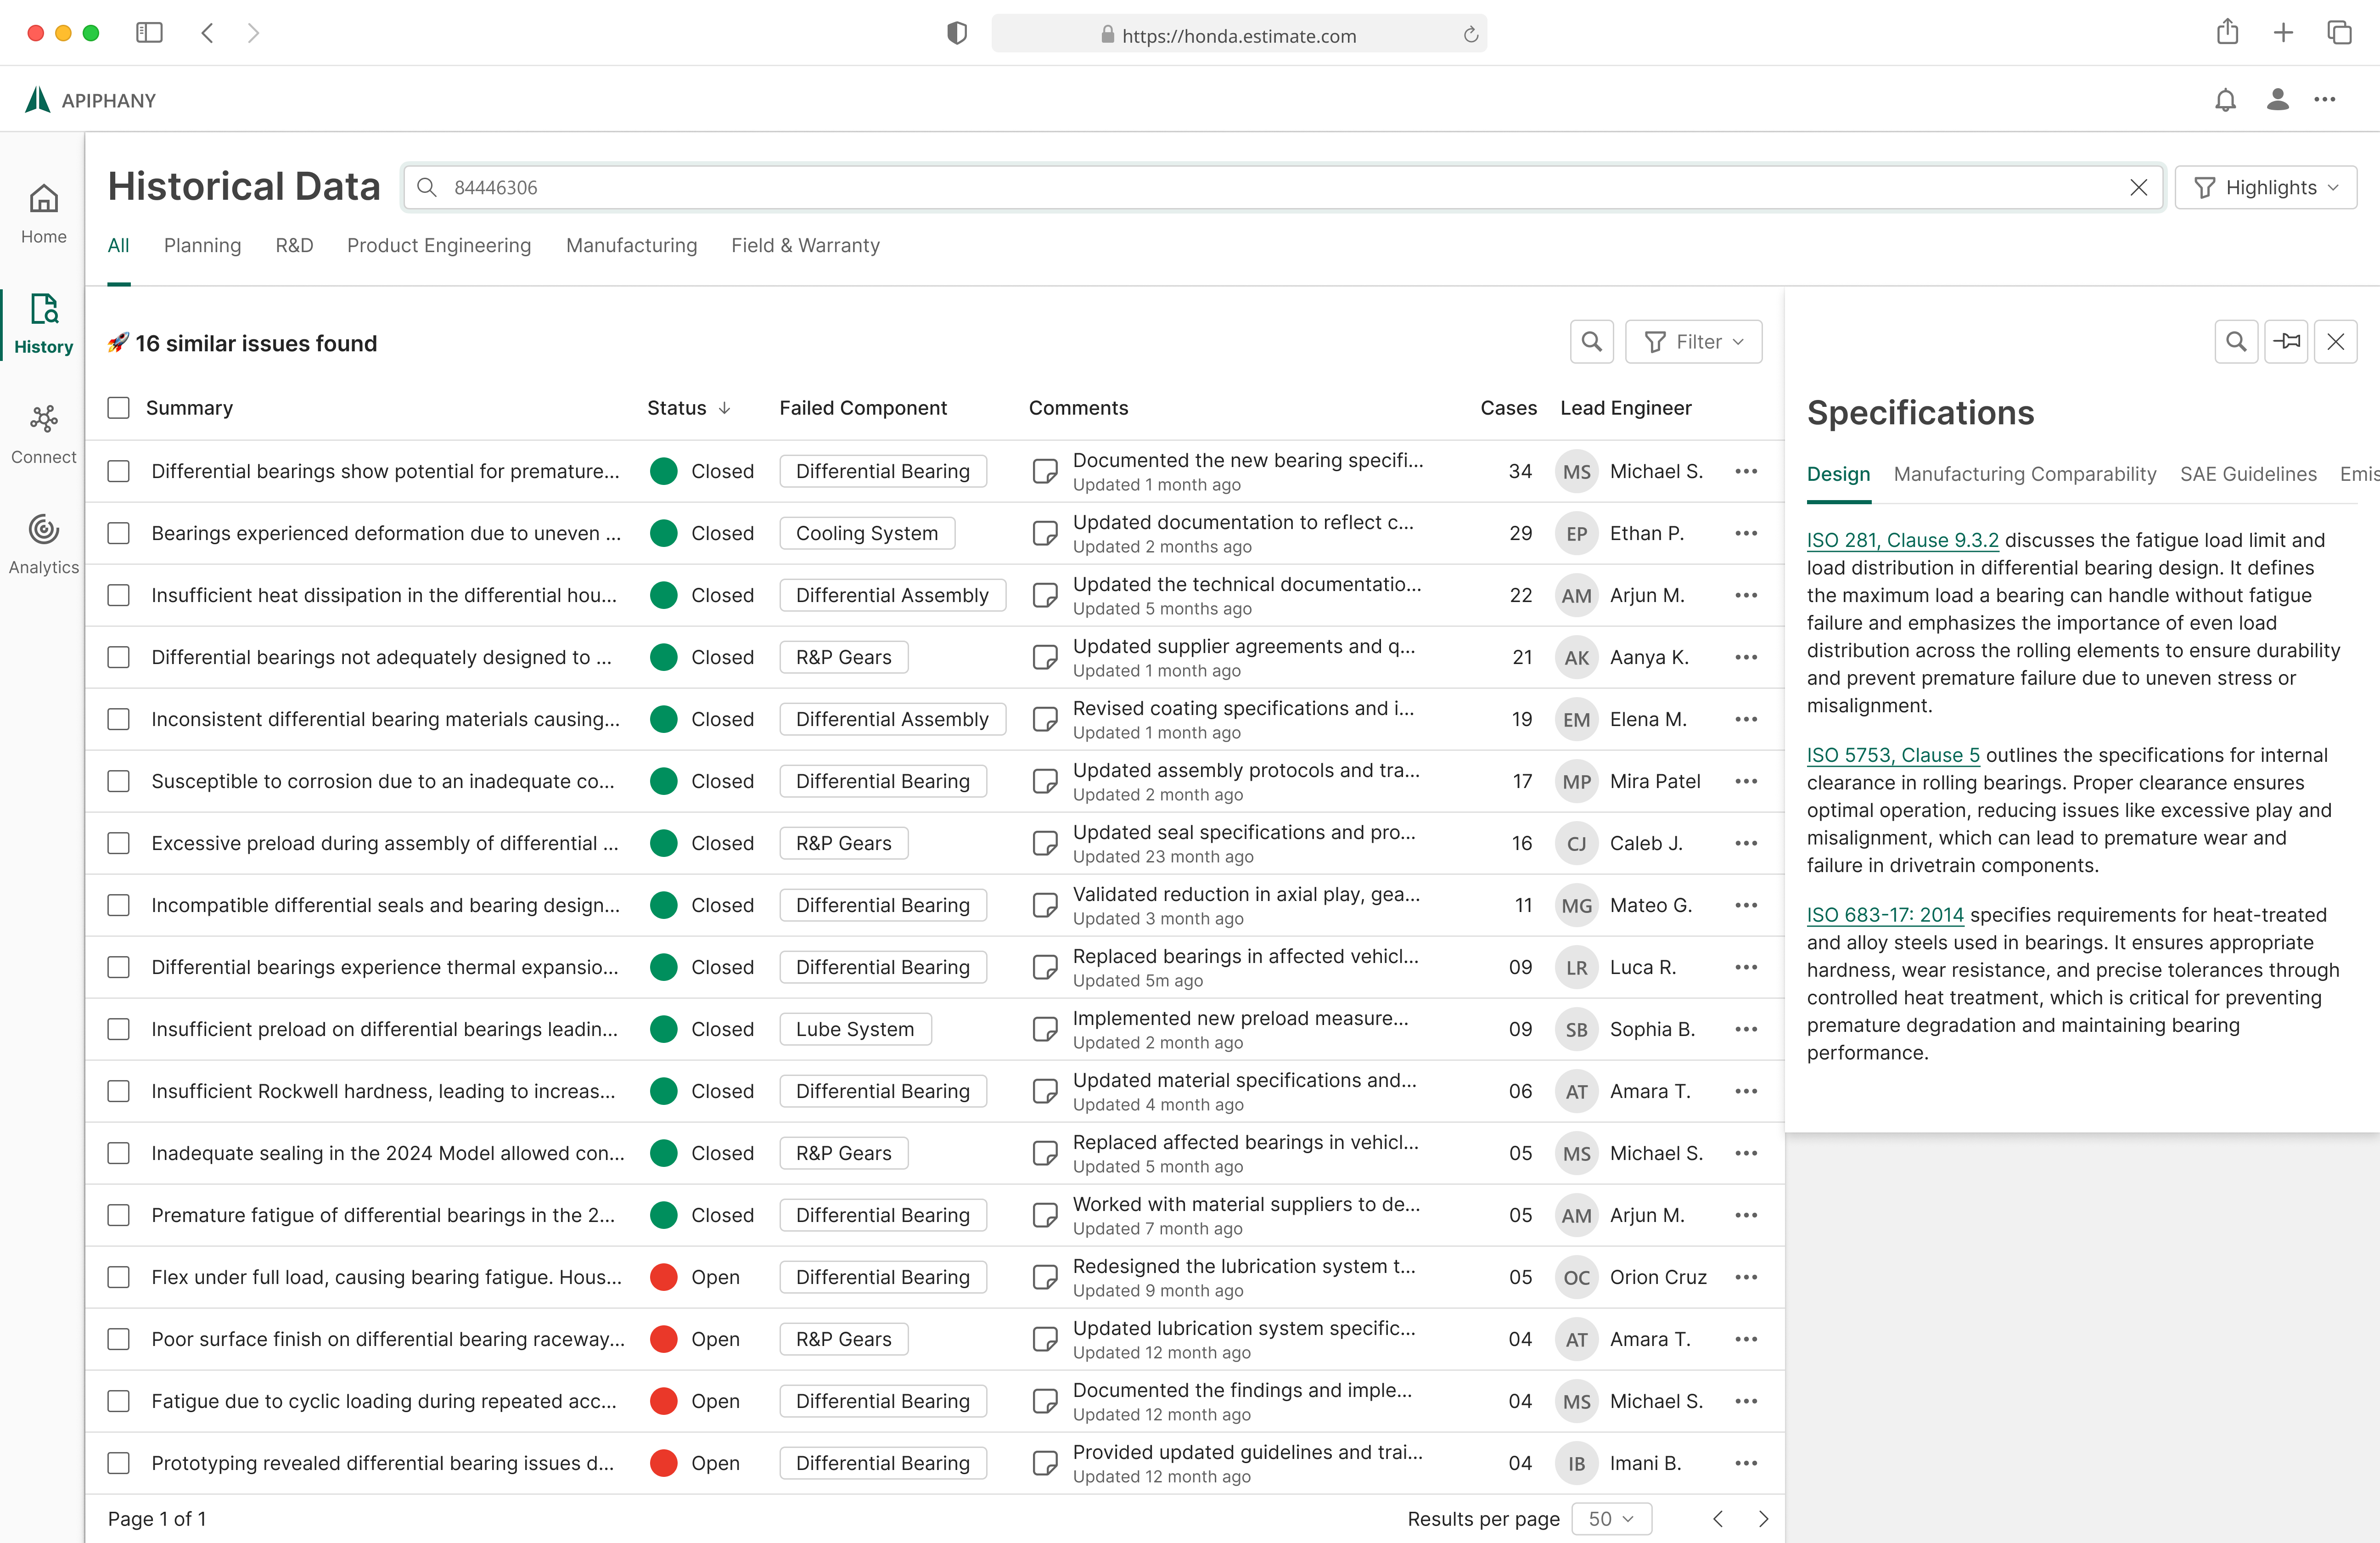 https://honda.estimate.com
APIPHANY
Home
History
Connect
Analytics
Historical Data
84446306
Highlights
All Planning R&D Product Engineering Manufacturing Field & Warranty
16 similar issues found
Filter
Summary Status Failed Component Comments Cases Lead Engineer
Differential bearings show potential for premature... Closed Differential Bearing Documented the new bearing specifi... 34 MS Michael S.
Updated 1 month ago
Bearings experienced deformation due to uneven ... Closed Cooling System Updated documentation to reflect c... 29 EP Ethan P.
Updated 2 months ago
Insufficient heat dissipation in the differential hou... Closed Differential Assembly Updated the technical documentatio... 22 AM Arjun M.
Updated 5 months ago
Differential bearings not adequately designed to ... Closed R&P Gears Updated supplier agreements and q... 21 AK Aanya K.
Updated 1 month ago
Inconsistent differential bearing materials causing... Closed Differential Assembly Revised coating specifications and i... 19 EM Elena M.
Updated 1 month ago
Susceptible to corrosion due to an inadequate co... Closed Differential Bearing Updated assembly protocols and tra... 17 MP Mira Patel
Updated 2 month ago
Excessive preload during assembly of differential ... Closed R&P Gears Updated seal specifications and pro... 16 CJ Caleb J.
Updated 23 month ago
Incompatible differential seals and bearing design... Closed Differential Bearing Validated reduction in axial play, gea... 11 MG Mateo G.
Updated 3 month ago
Differential bearings experience thermal expansio... Closed Differential Bearing Replaced bearings in affected vehicl... 09 LR Luca R.
Updated 5m ago
Insufficient preload on differential bearings leadin... Closed Lube System Implemented new preload measure... 09 SB Sophia B.
Updated 2 month ago
Insufficient Rockwell hardness, leading to increas... Closed Differential Bearing Updated material specifications and... 06 AT Amara T.
Updated 4 month ago
Inadequate sealing in the 2024 Model allowed con... Closed R&P Gears Replaced affected bearings in vehicl... 05 MS Michael S.
Updated 5 month ago
Premature fatigue of differential bearings in the 2... Closed Differential Bearing Worked with material suppliers to de... 05 AM Arjun M.
Updated 7 month ago
Flex under full load, causing bearing fatigue. Hous... Open Differential Bearing Redesigned the lubrication system t... 05 OC Orion Cruz
Updated 9 month ago
Poor surface finish on differential bearing raceway... Open R&P Gears Updated lubrication system specific... 04 AT Amara T.
Updated 12 month ago
Fatigue due to cyclic loading during repeated acc... Open Differential Bearing Documented the findings and imple... 04 MS Michael S.
Updated 12 month ago
Prototyping revealed differential bearing issues d... Open Differential Bearing Provided updated guidelines and trai... 04 IB Imani B.
Updated 12 month ago
Page 1 of 1 Results per page 50
Specifications
Design Manufacturing Comparability SAE Guidelines Emis
ISO 281, Clause 9.3.2 discusses the fatigue load limit and
load distribution in differential bearing design. It defines
the maximum load a bearing can handle without fatigue
failure and emphasizes the importance of even load
distribution across the rolling elements to ensure durability
and prevent premature failure due to uneven stress or
misalignment.
ISO 5753, Clause 5 outlines the specifications for internal
clearance in rolling bearings. Proper clearance ensures
optimal operation, reducing issues like excessive play and
misalignment, which can lead to premature wear and
failure in drivetrain components.
ISO 683-17: 2014 specifies requirements for heat-treated
and alloy steels used in bearings. It ensures appropriate
hardness, wear resistance, and precise tolerances through
controlled heat treatment, which is critical for preventing
premature degradation and maintaining bearing
performance.